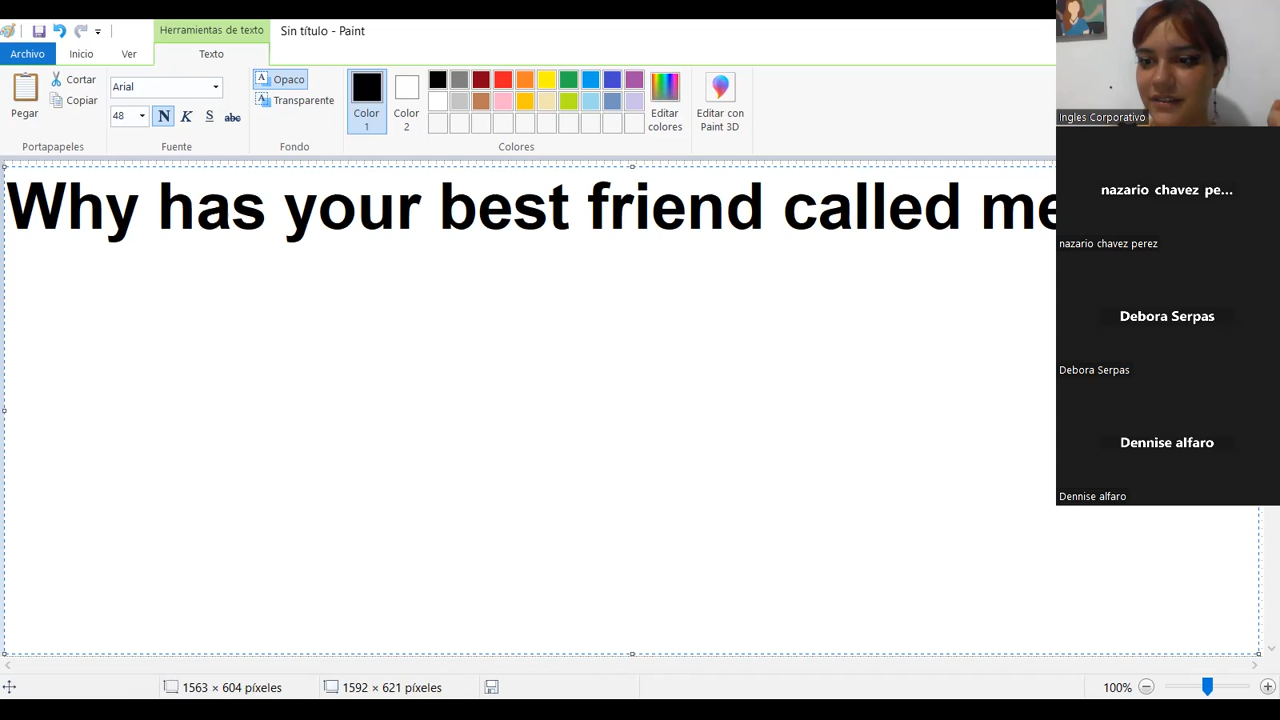 Herramientas de texto
Sin título - Paint
Archivo
Inicio
Ver
Texto
Pegar
Cortar
Copiar
Portapapeles
Arial
48
N K S abc
Fuente
Opaco
Transparente
Fondo
Color 1
Color 2
Editar colores
Editar con Paint 3D
Colores
Why has your best friend called me
Ingles Corporativo
nazario chavez pe...
nazario chavez perez
Debora Serpas
Debora Serpas
Dennise alfaro
Dennise alfaro
1563 × 604 píxeles
1592 × 621 píxeles
100%